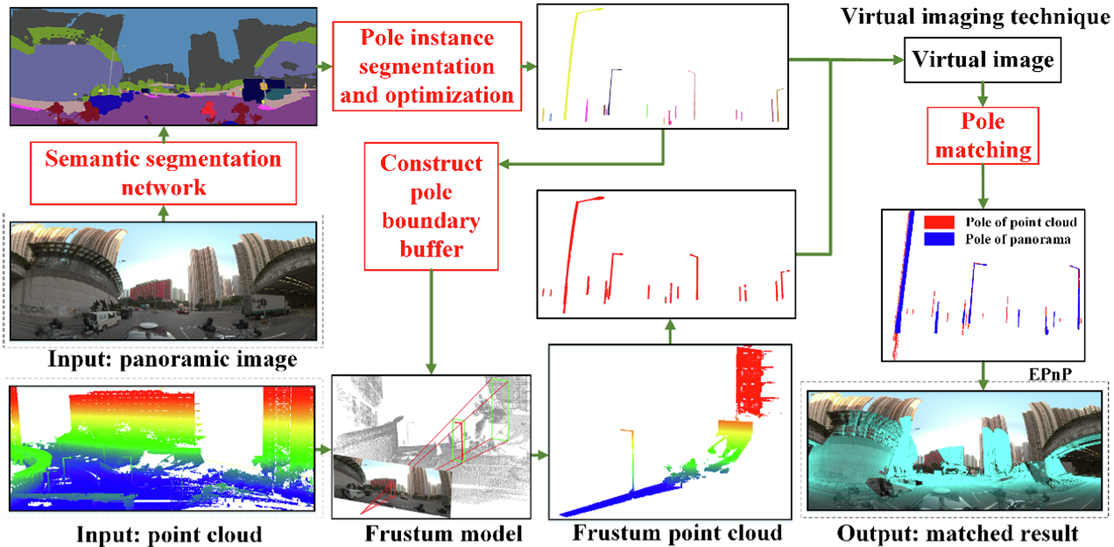 Pole instance
segmentation
and optimization
Virtual imaging technique
Virtual image
Pole
matching
Semantic segmentation
network
Construct
pole
boundary
buffer
Pole of point cloud
Pole of panorama
Input: panoramic image
EPnP
Input: point cloud
Frustum model
Frustum point cloud
Output: matched result